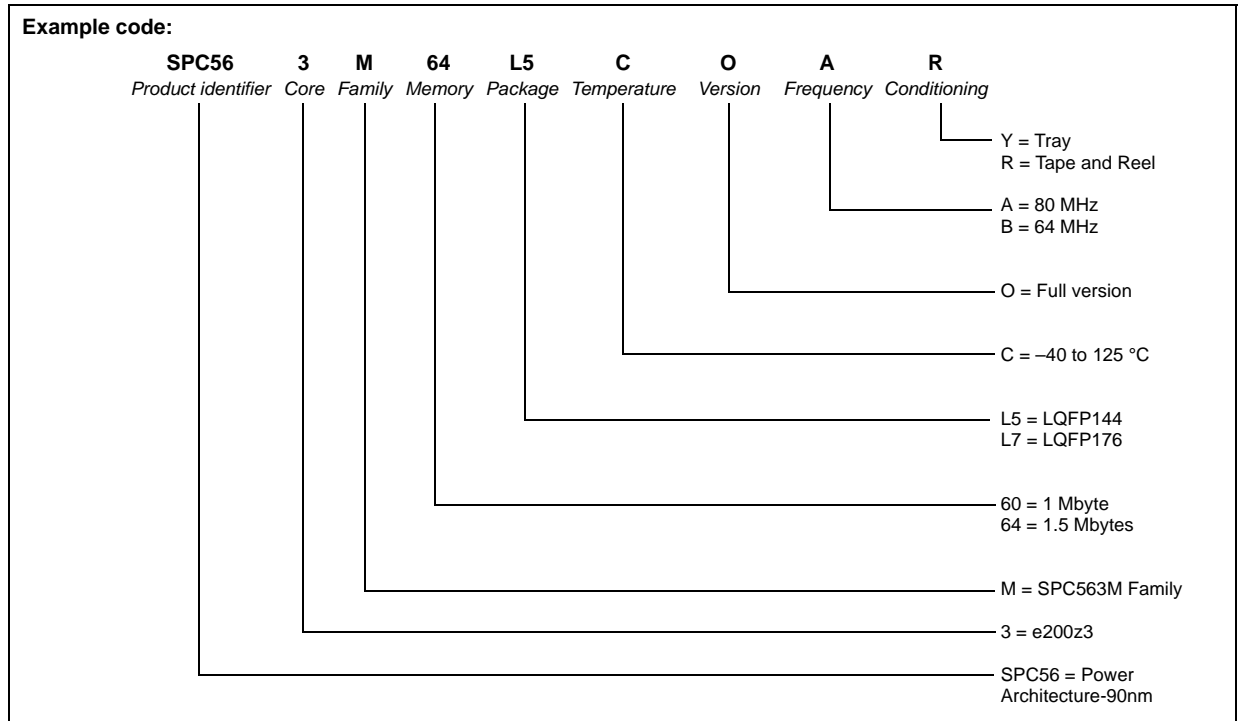 Example code:
SPC56 3 M 64 L5 C O A R
Product identifier Core Family Memory Package Temperature Version Frequency Conditioning
Y = Tray
R = Tape and Reel
A = 80 MHz
B = 64 MHz
O = Full version
C = –40 to 125 °C
L5 = LQFP144
L7 = LQFP176
60 = 1 Mbyte
64 = 1.5 Mbytes
M = SPC563M Family
3 = e200z3
SPC56 = Power
Architecture-90nm